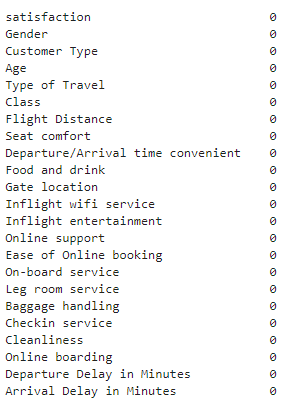 satisfaction 0
Gender 0
Customer Type 0
Age 0
Type of Travel 0
Class 0
Flight Distance 0
Seat comfort 0
Departure/Arrival time convenient 0
Food and drink 0
Gate location 0
Inflight wifi service 0
Inflight entertainment 0
Online support 0
Ease of Online booking 0
On-board service 0
Leg room service 0
Baggage handling 0
Checkin service 0
Cleanliness 0
Online boarding 0
Departure Delay in Minutes 0
Arrival Delay in Minutes 0